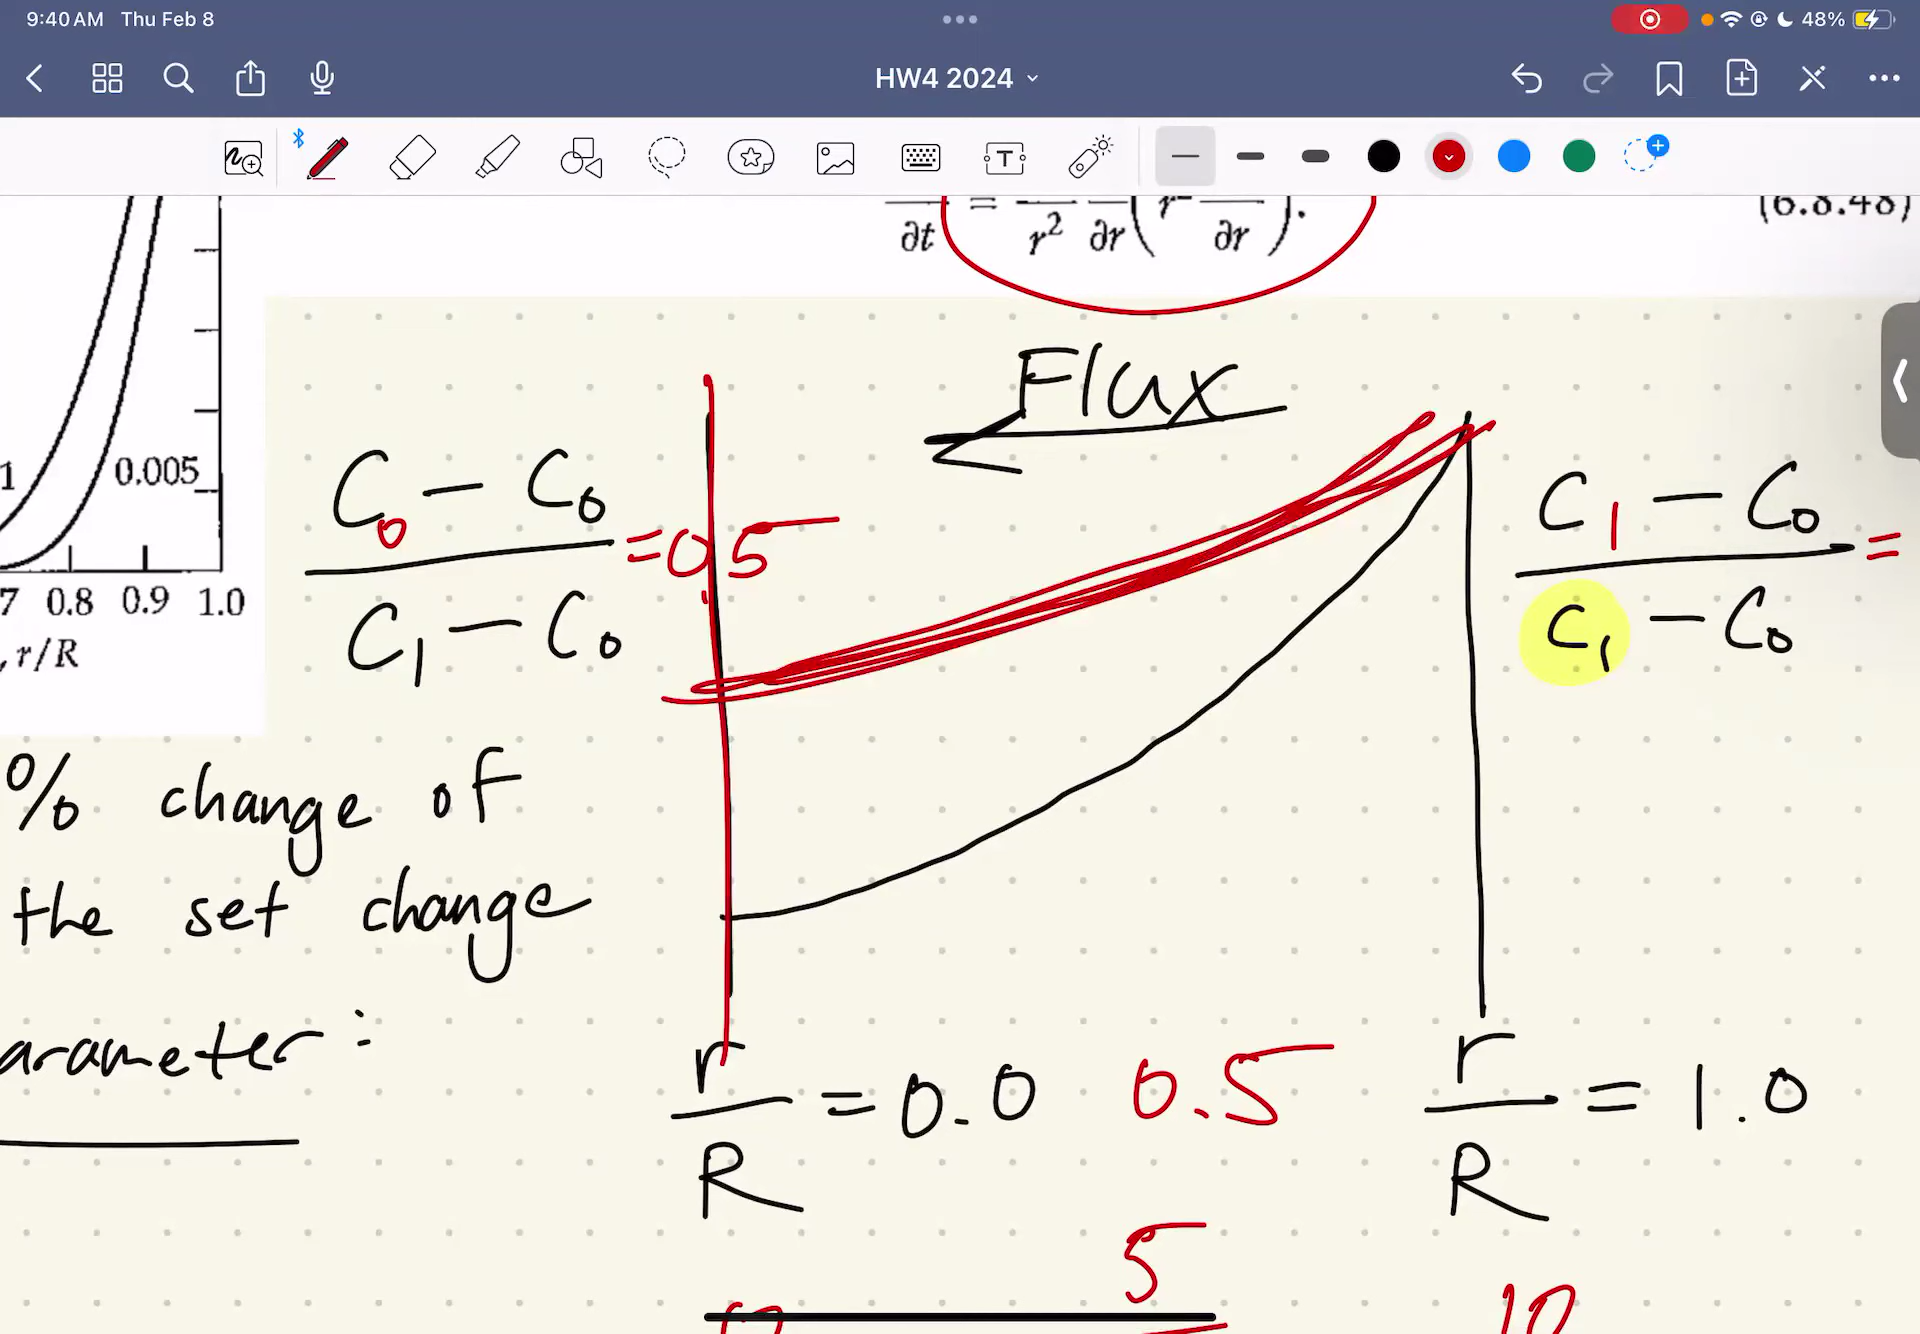 9:40 AM Thu Feb 8
48%
HW4 2024
∂t = r² ∂r ( r ∂r ).
(6.8.48)
Flux
0.005
1
7 0.8 0.9 1.0
, r/R
C₀ - C₀
C₁ - C₀
=0.5
C₁ - C₀
C₁ - C₀
=
% change of
the set change
arameter:
r
R
= 0.0
0.5
r
R
= 1.0
5
10